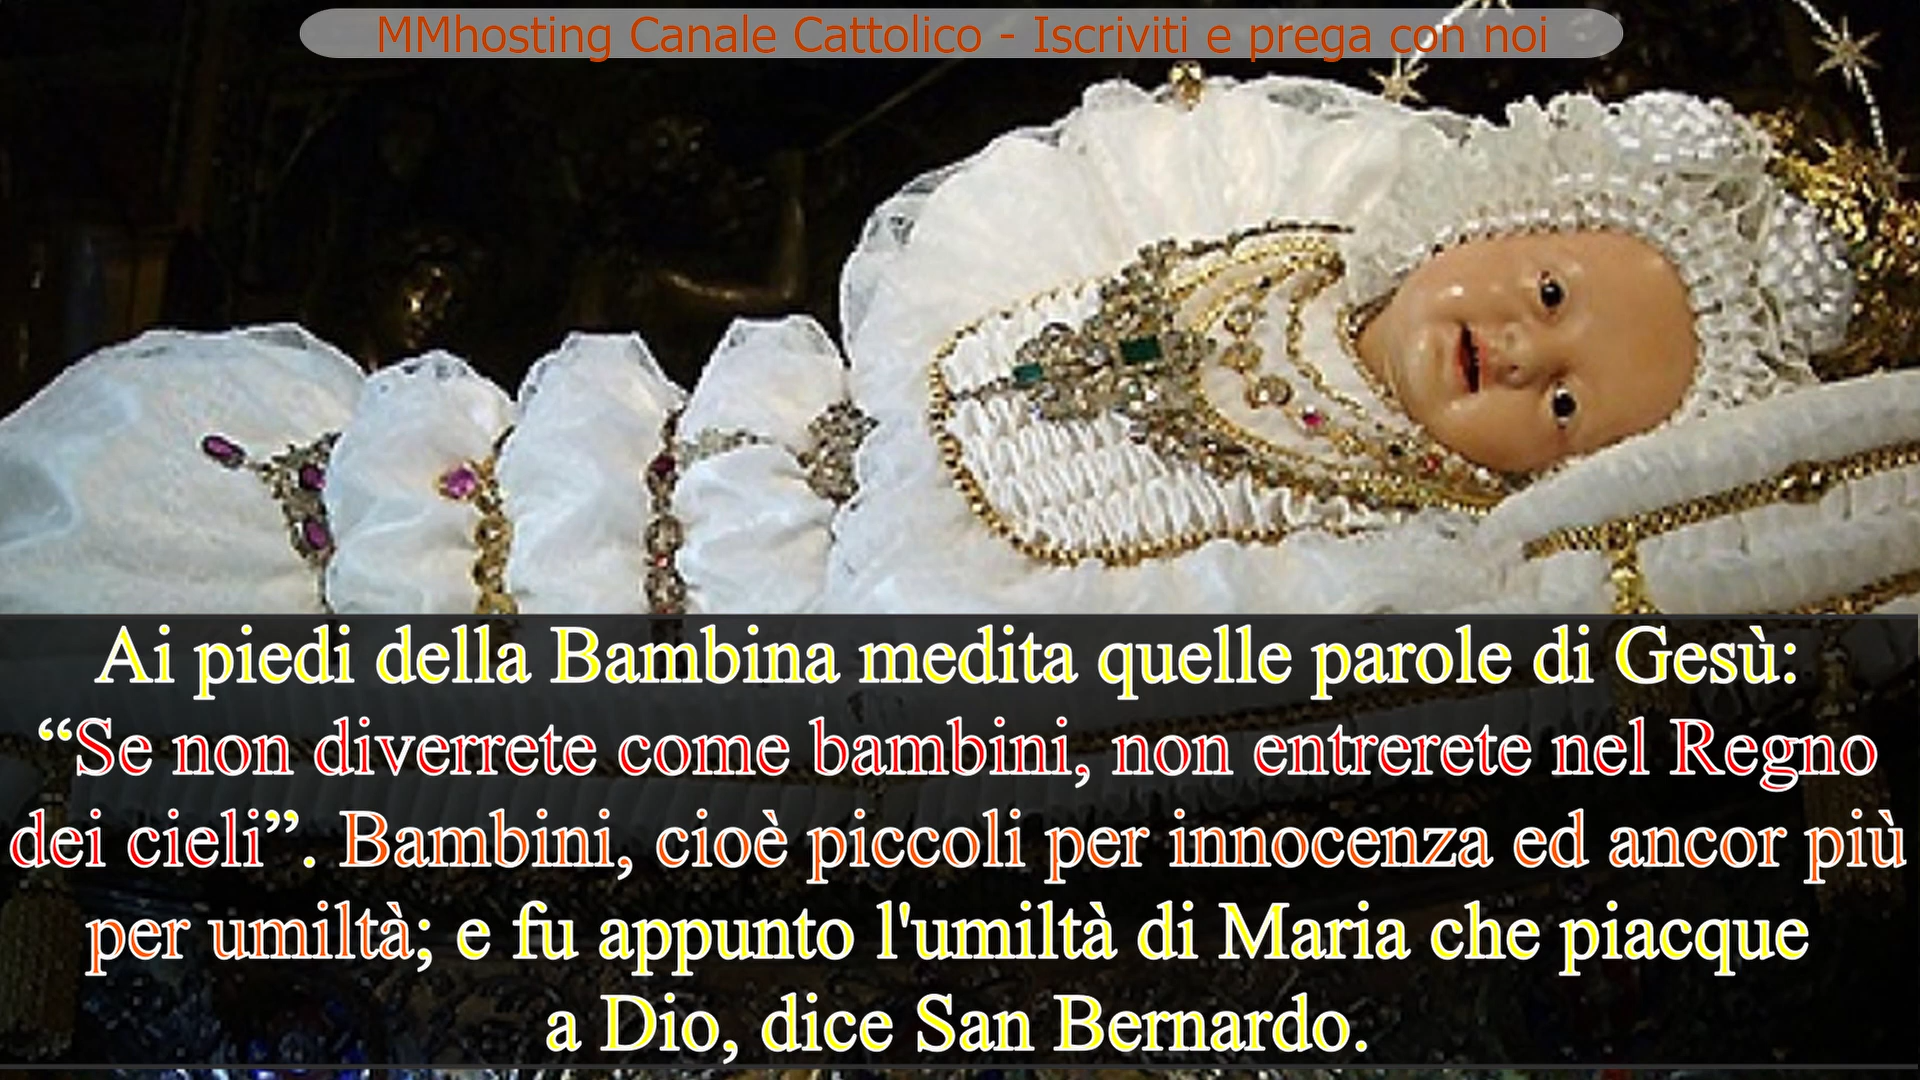 MMhosting Canale Cattolico - Iscriviti e prega con noi
Ai piedi della Bambina medita quelle parole di Gesù:
“Se non diverrete come bambini, non entrerete nel Regno
dei cieli”. Bambini, cioè piccoli per innocenza ed ancor più
per umiltà; e fu appunto l'umiltà di Maria che piacque
a Dio, dice San Bernardo.